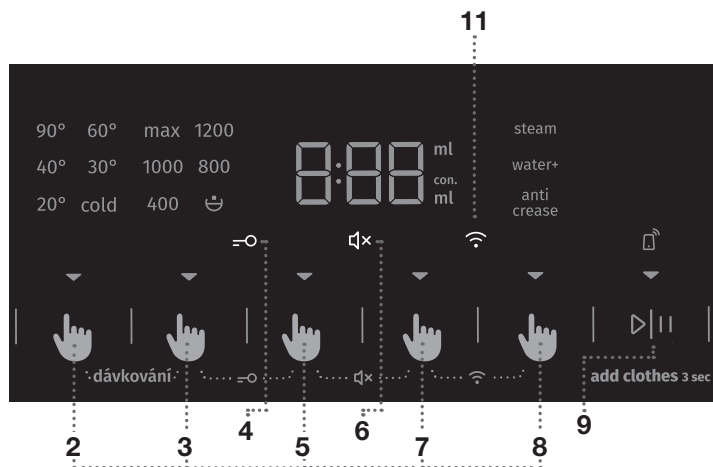 11
90° 60° max 1200
40° 30° 1000 800
20° cold 400
8:88 ml
con.
ml
steam
water+
anti
crease
dávkování
add clothes 3 sec
2 3 4 5 6 7 8 9